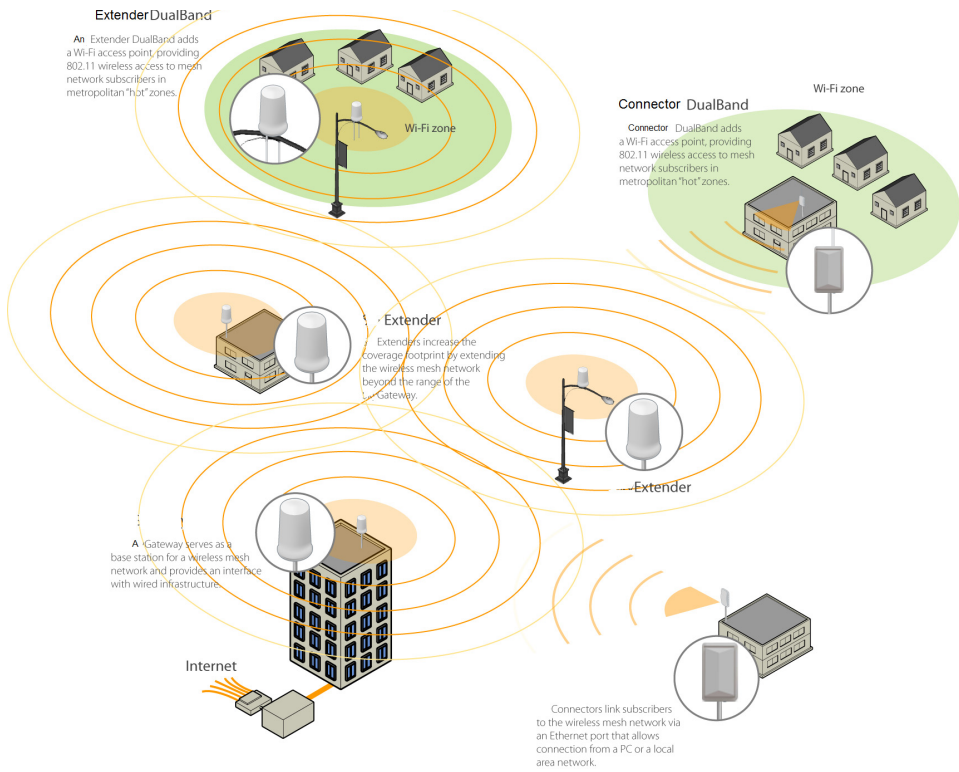 ExtenderDualBand
An Extender DualBand adds
a Wi-Fi access point, providing
802.11 wireless access to mesh
network subscribers in
metropolitan “hot” zones.
Wi-Fi zone
Wi-Fi zone
Connector DualBand
Connector DualBand adds
a Wi-Fi access point, providing
802.11 wireless access to mesh
network subscribers in
metropolitan “hot” zones.
Extender
Extenders increase the
coverage footprint by extending
the wireless mesh network
beyond the range of the
Gateway.
Extender
A Gateway serves as a
base station for a wireless mesh
network and provides an interface
with wired infrastructure.
Internet
Connectors link subscribers
to the wireless mesh network via
an Ethernet port that allows
connection from a PC or a local
area network.